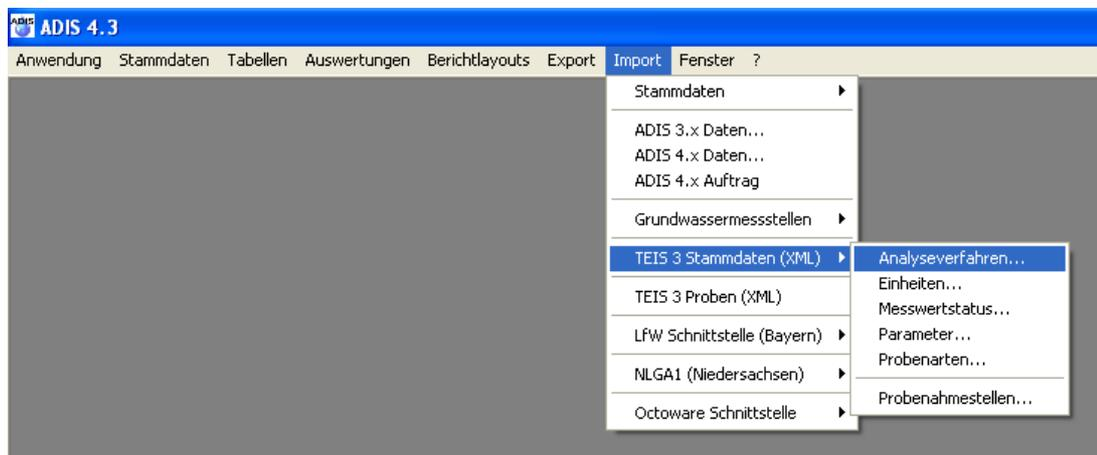 ADIS ADIS 4.3
Anwendung Stammdaten Tabellen Auswertungen Berichtlayouts Export Import Fenster ?
Stammdaten
ADIS 3.x Daten...
ADIS 4.x Daten...
ADIS 4.x Auftrag
Grundwassermessstellen
TEIS 3 Stammdaten (XML)
TEIS 3 Proben (XML)
LfW Schnittstelle (Bayern)
NLGA1 (Niedersachsen)
Octoware Schnittstelle
Analyseverfahren...
Einheiten...
Messwertstatus...
Parameter...
Probenarten...
Probenahmestellen...